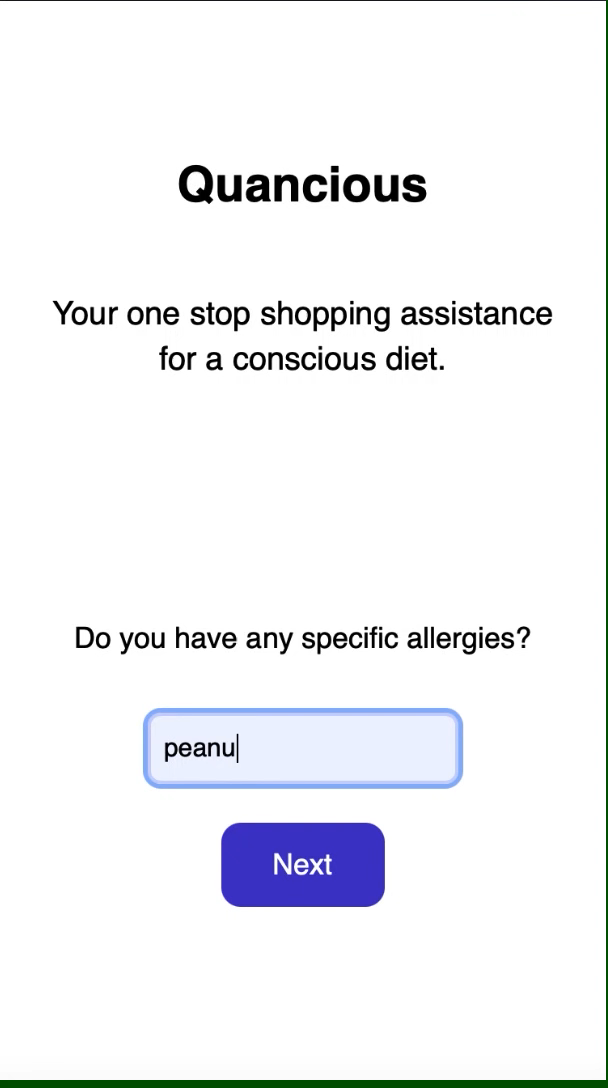 Quancious
Your one stop shopping assistance
for a conscious diet.
Do you have any specific allergies?
peanu
Next